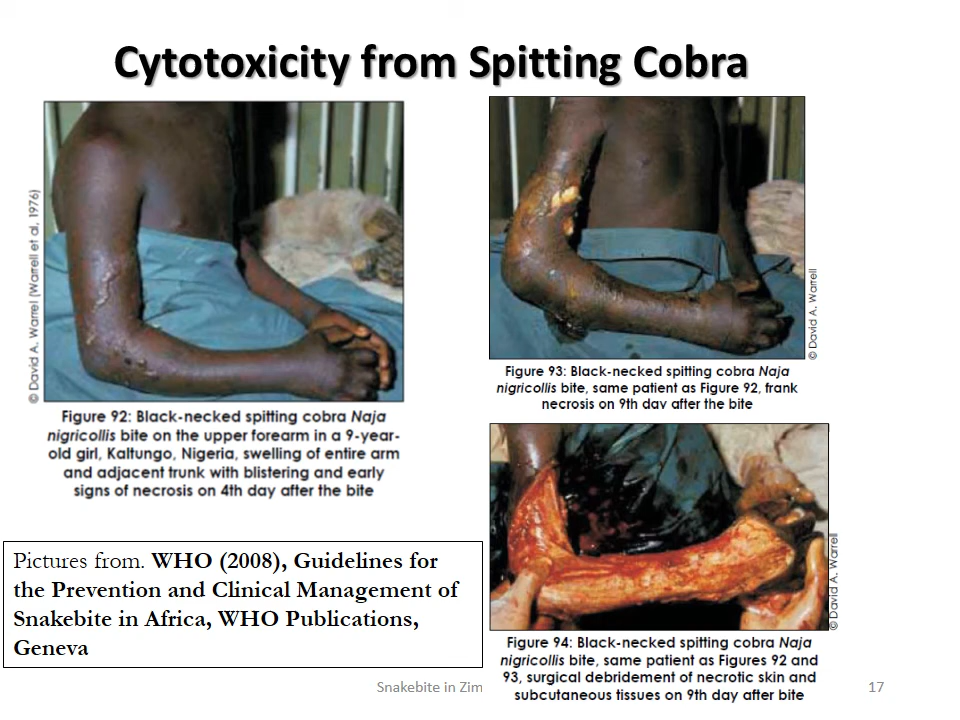 Cytotoxicity from Spitting Cobra
© David A. Warrel (Warrell et al, 1976)
Figure 92: Black-necked spitting cobra Naja
nigricollis bite on the upper forearm in a 9-year-
old girl, Kaltungo, Nigeria, swelling of entire arm
and adjacent trunk with blistering and early
signs of necrosis on 4th day after the bite
© David A. Warrell
Figure 93: Black-necked spitting cobra Naja
nigricollis bite, same patient as Figure 92, frank
necrosis on 9th day after the bite
© David A. Warrell
Figure 94: Black-necked spitting cobra Naja
nigricollis bite, same patient as Figures 92 and
93, surgical debridement of necrotic skin and
subcutaneous tissues on 9th day after bite
Pictures from. WHO (2008), Guidelines for
the Prevention and Clinical Management of
Snakebite in Africa, WHO Publications,
Geneva
Snakebite in Zim
17